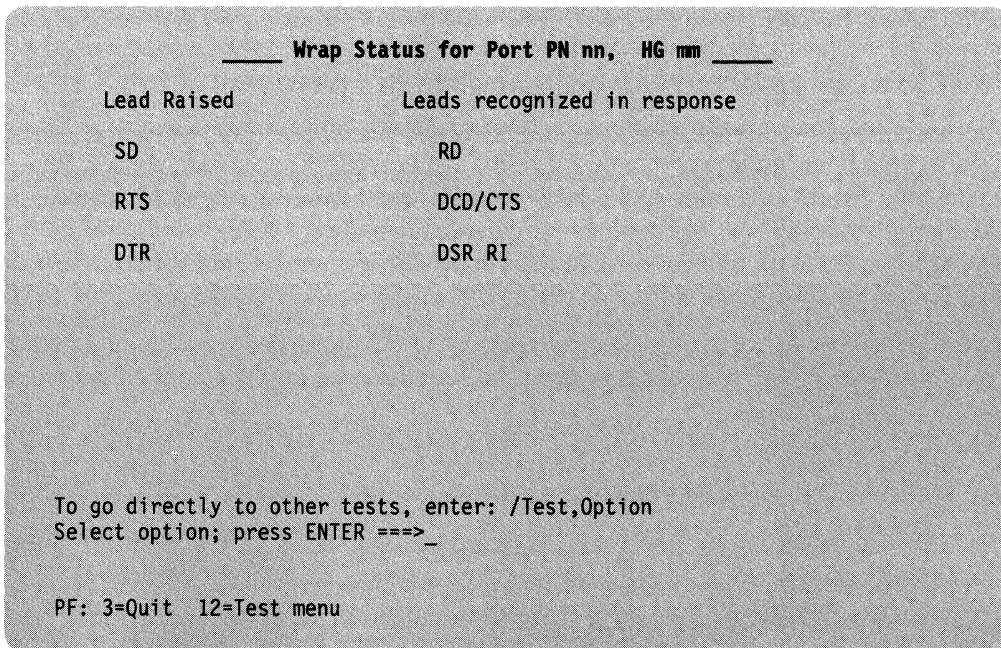 _____ Wrap Status for Port PN nn,  HG mm _____
Lead Raised    Leads recognized in response
SD    RD
RTS    DCD/CTS
DTR    DSR RI
To go directly to other tests, enter: /Test,Option
Select option; press ENTER ===>_
PF: 3=Quit  12=Test menu